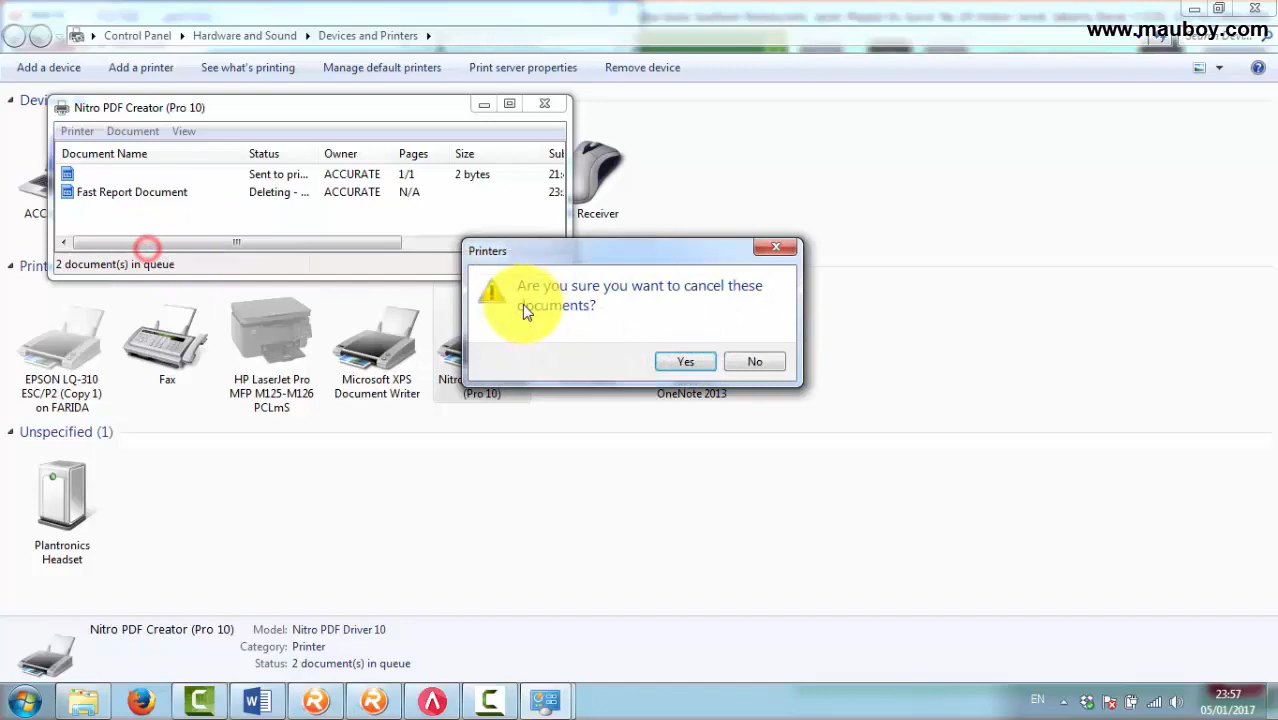 www.mauboy.com
Control Panel
Hardware and Sound
Devices and Printers
Add a device
Add a printer
See what's printing
Manage default printers
Print server properties
Remove device
Nitro PDF Creator (Pro 10)
Printer Document View
Document Name Status Owner Pages Size
Sent to pri... ACCURATE 1/1 2 bytes 21:
Fast Report Document Deleting - ... ACCURATE N/A 23:
2 document(s) in queue
Receiver
Printers
Are you sure you want to cancel these
documents?
Yes No
EPSON LQ-310
ESC/P2 (Copy 1)
on FARIDA
Fax
HP LaserJet Pro
MFP M125-M126
PCLmS
Microsoft XPS
Document Writer
(Pro 10)
OneNote 2013
Unspecified (1)
Plantronics
Headset
Nitro PDF Creator (Pro 10)
Model: Nitro PDF Driver 10
Category: Printer
Status: 2 document(s) in queue
EN
23:57
05/01/2017